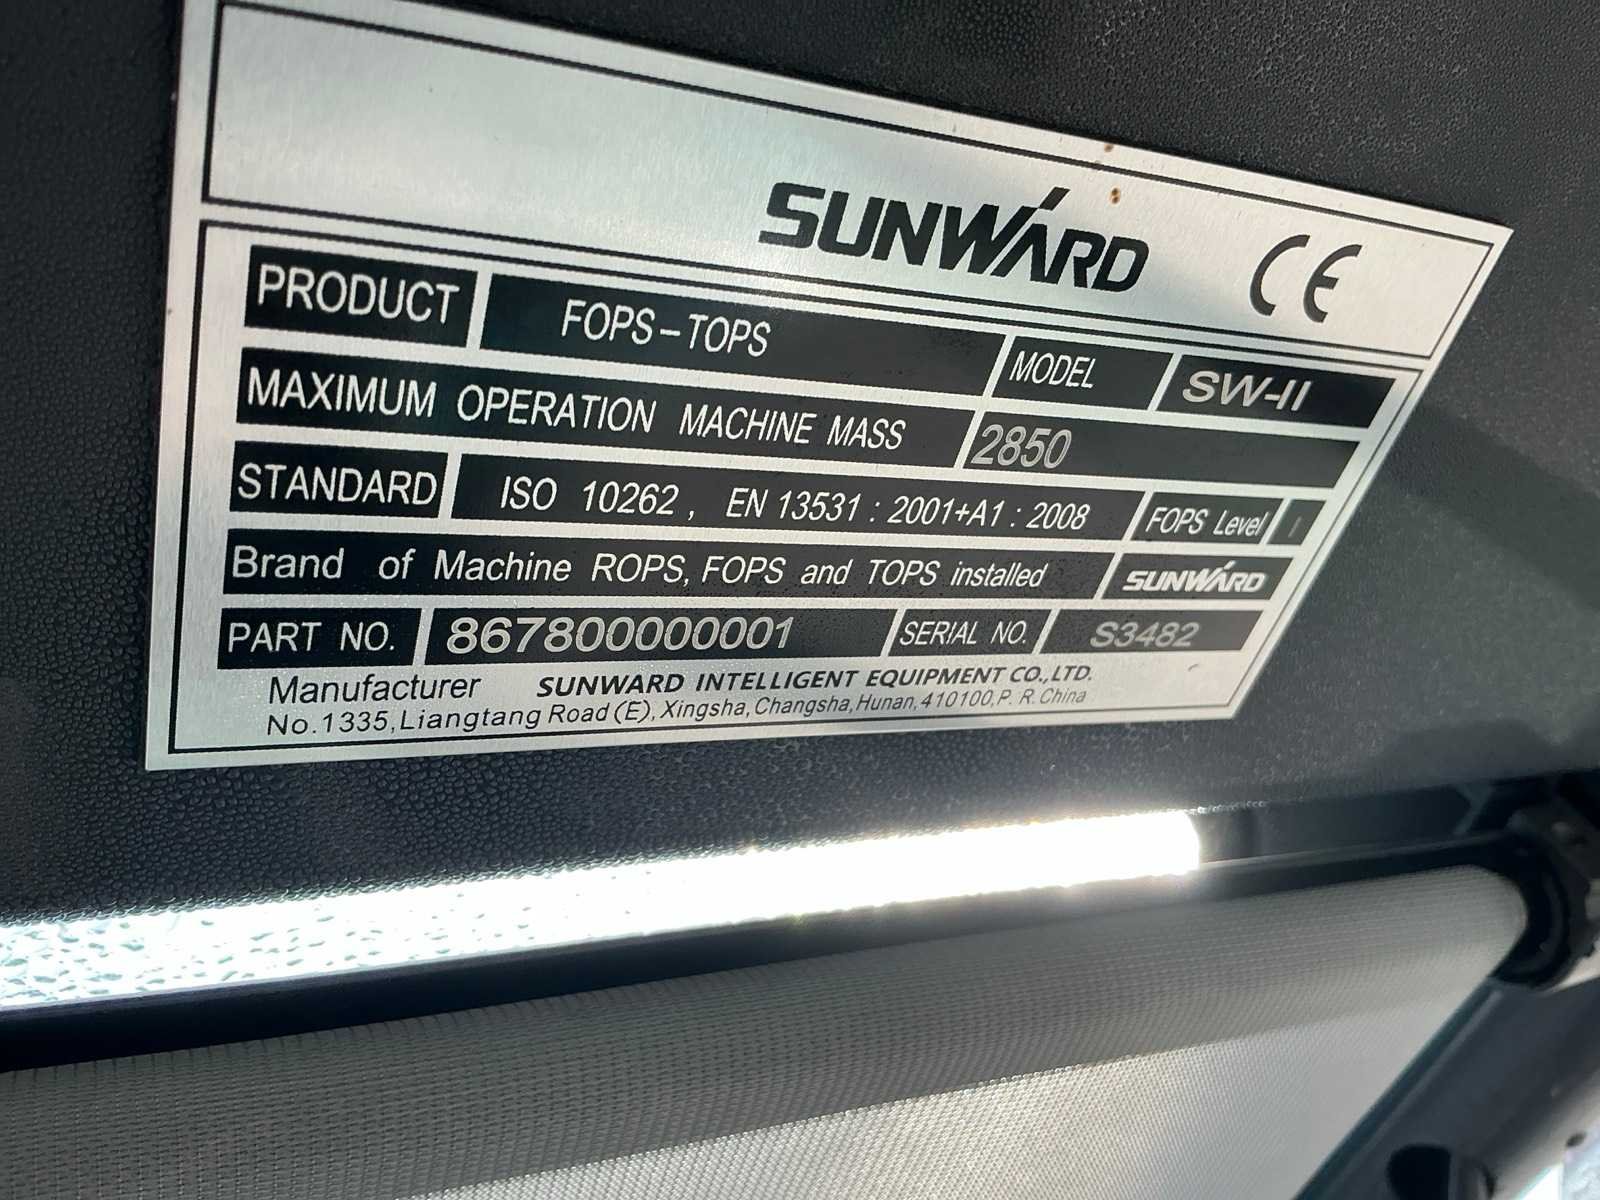 SUNWARD CE
PRODUCT FOPS-TOPS MODEL SW-II
MAXIMUM OPERATION MACHINE MASS 2850
STANDARD ISO 10262, EN 13531:2001+A1:2008 FOPS Level I
Brand of Machine ROPS, FOPS and TOPS installed SUNWARD
PART NO. 867800000001 SERIAL NO. S3482
Manufacturer SUNWARD INTELLIGENT EQUIPMENT CO.,LTD.
No.1335,Liangtang Road(E),Xingsha,Changsha,Hunan,410100,P. R. China